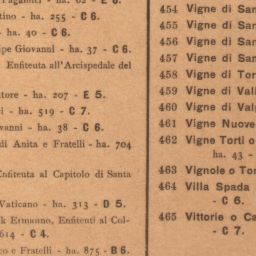 - ha. 62 - E 6.
tino - ha. 255 - C 6.
- ha. 40 - C 6.
ipe Giovanni - ha. 37 - C 6.
Enfiteuta all'Arcispedale del
ttore - ha. 207 - E 5.
ri - ha. 519 - C 7.
vanni - ha. 38 - C 6.
di Anita e Fratelli - ha. 704
Enfiteuta al Capitolo di Santa
Vaticano - ha. 313 - D 5.
k Ermanno, Enfiteuti al Col-
614 - C 4.
co e Fratelli - ha. 875 - B 6.
454 Vigne di San
455 Vigne di San
456 Vigne di San
457 Vigne di San
458 Vigne di Tor
459 Vigne di Vall
460 Vigne di Valp
461 Vigne Nuove
462 Vigne Torti o
ha. 43 -
463 Vignole o Tor
464 Villa Spada
- C 6.
465 Vittorie o Ca
- C 7.